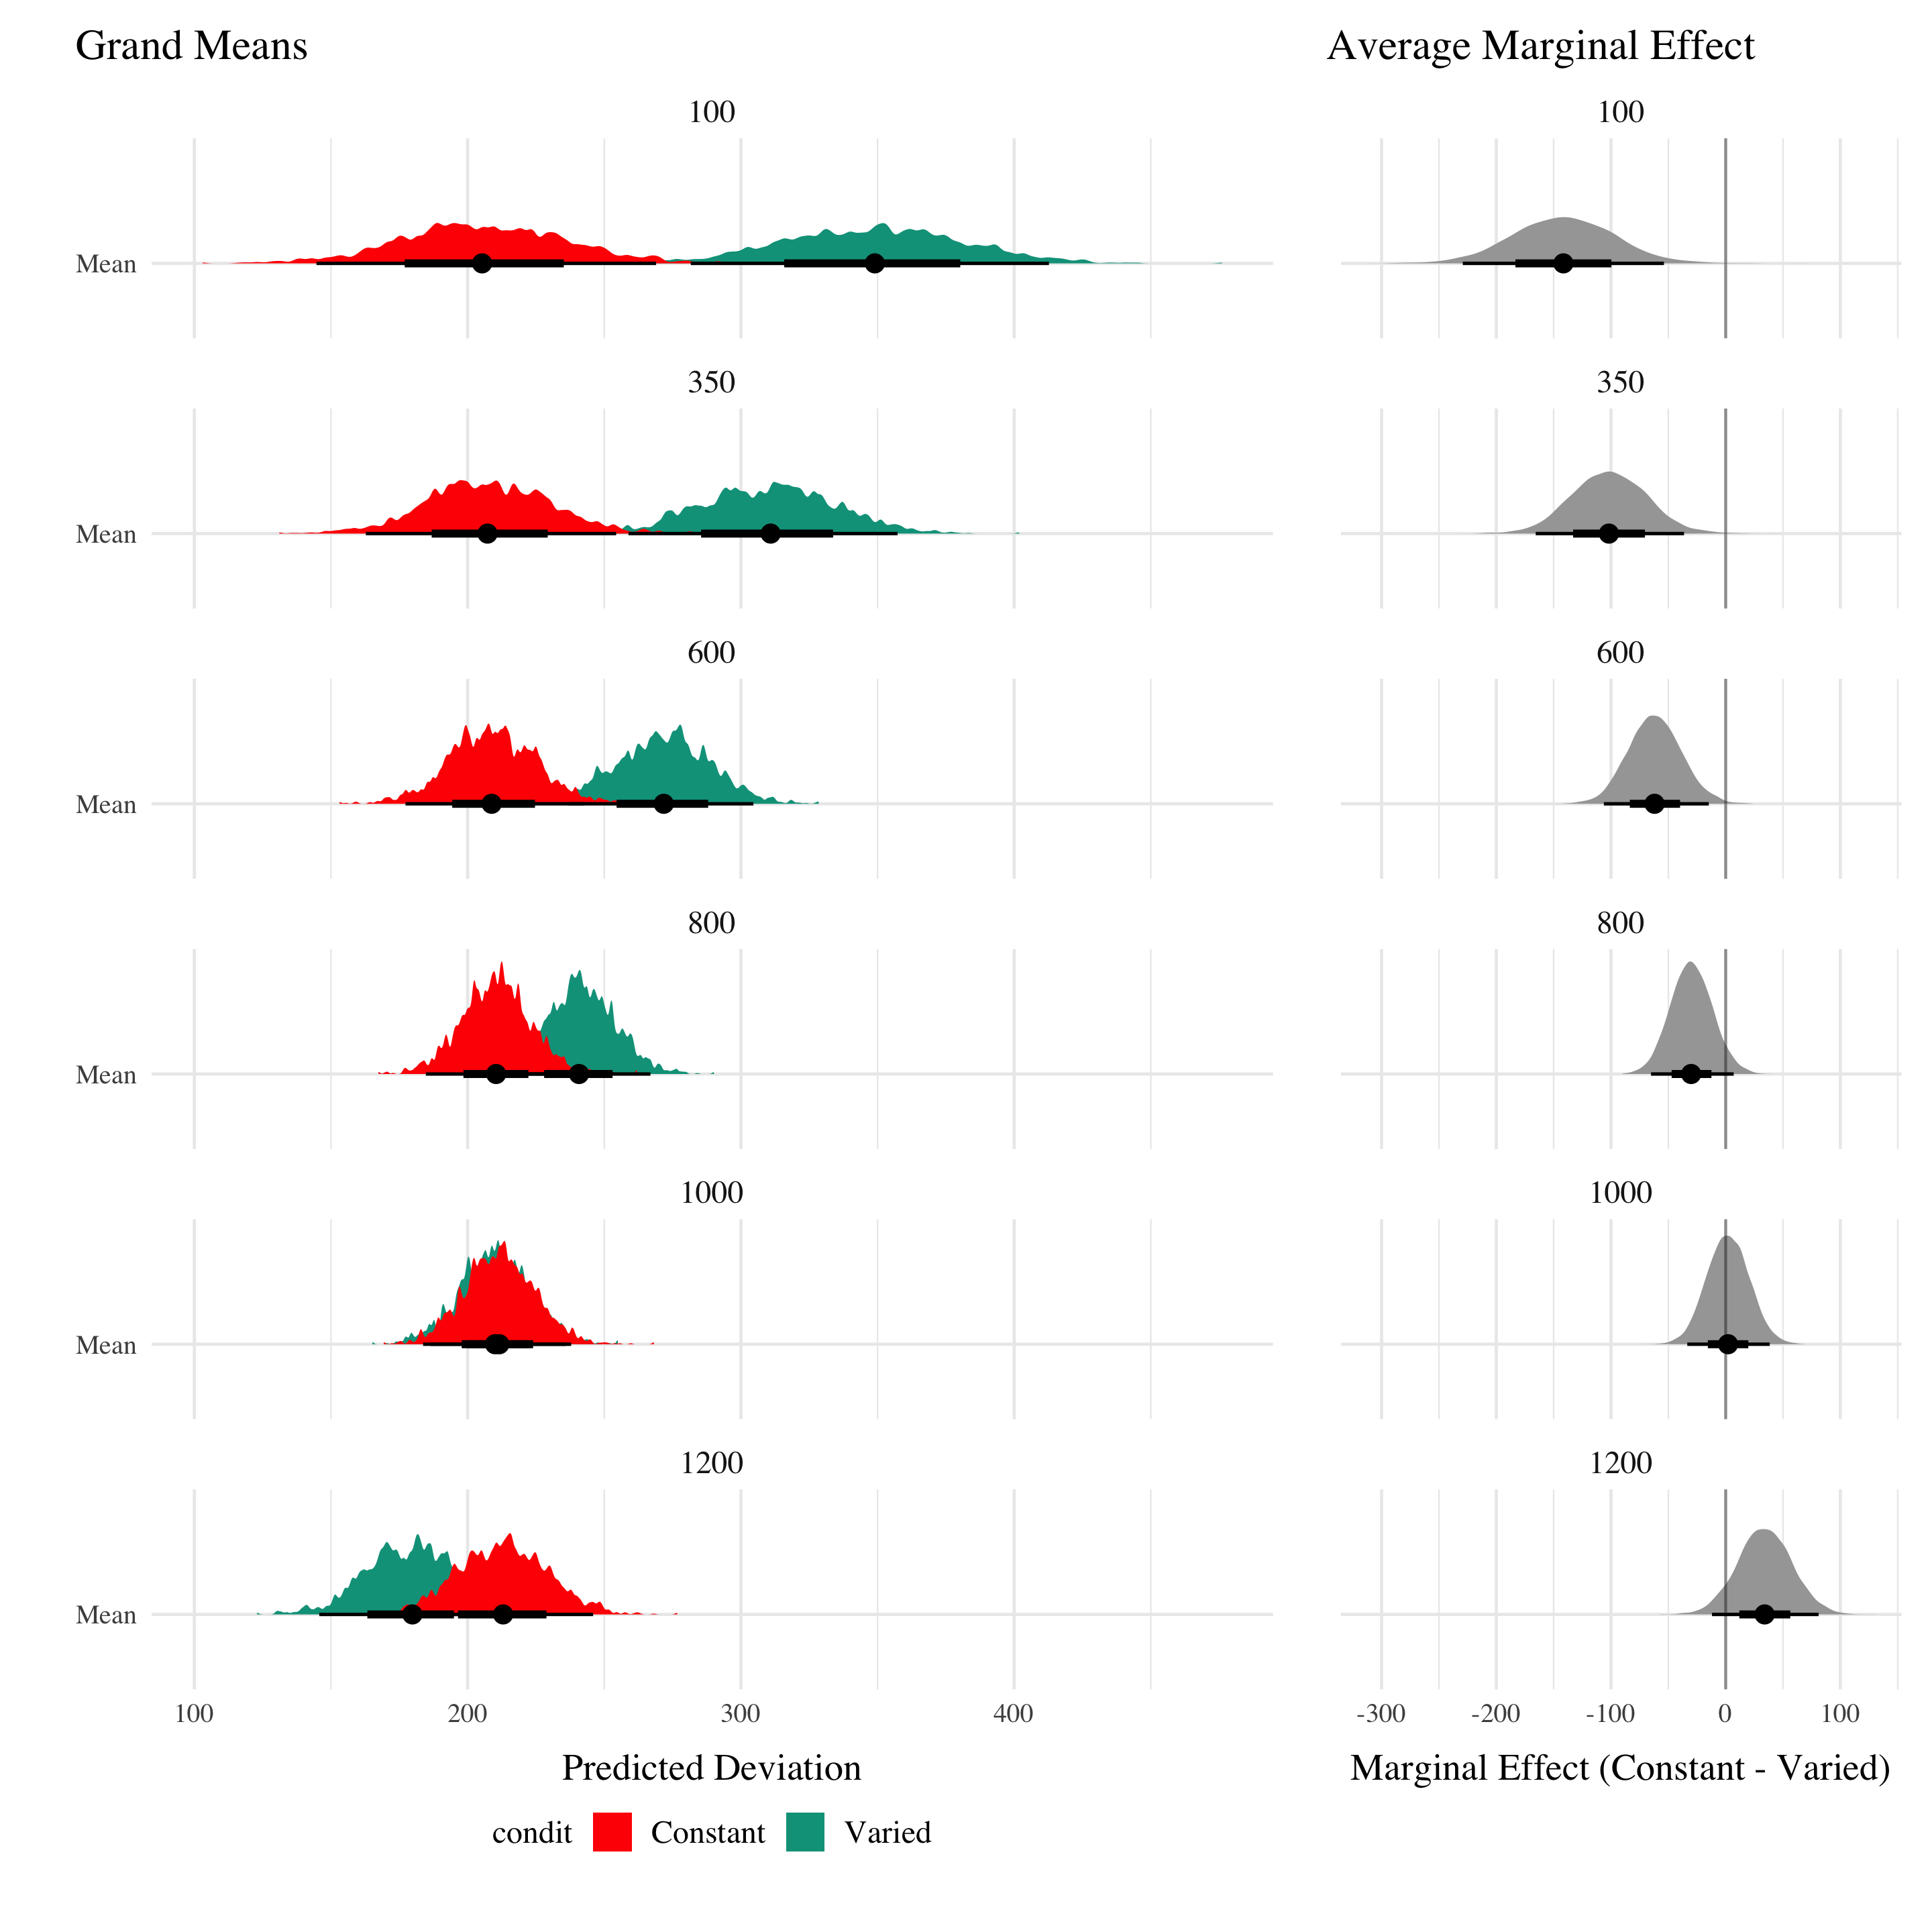 Grand Means
Average Marginal Effect
100
100
Mean
350
350
Mean
600
600
Mean
800
800
Mean
1000
1000
Mean
1200
1200
Mean
100 200 300 400
-300 -200 -100 0 100
Predicted Deviation
Marginal Effect (Constant - Varied)
condit Constant Varied